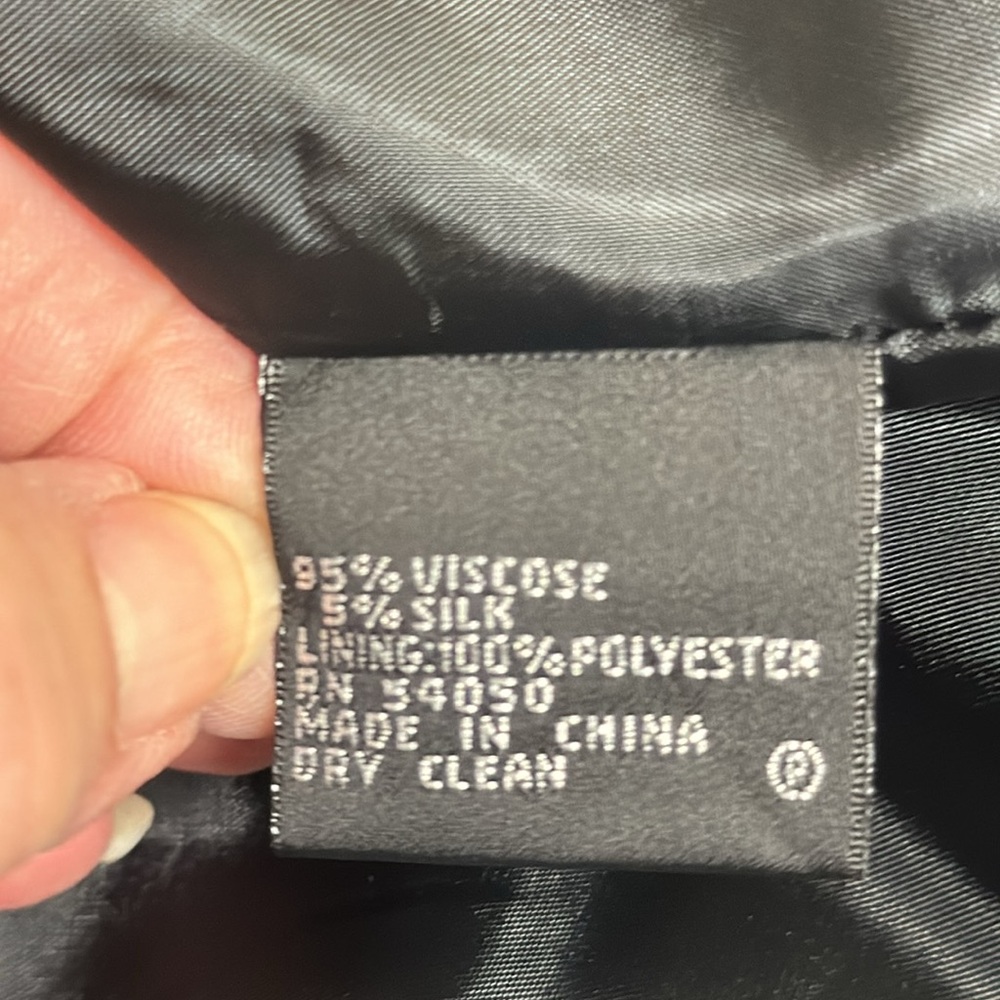 95% VISCOSE
5% SILK
LINING:100% POLYESTER
RN 54050
MADE IN CHINA
DRY CLEAN ®